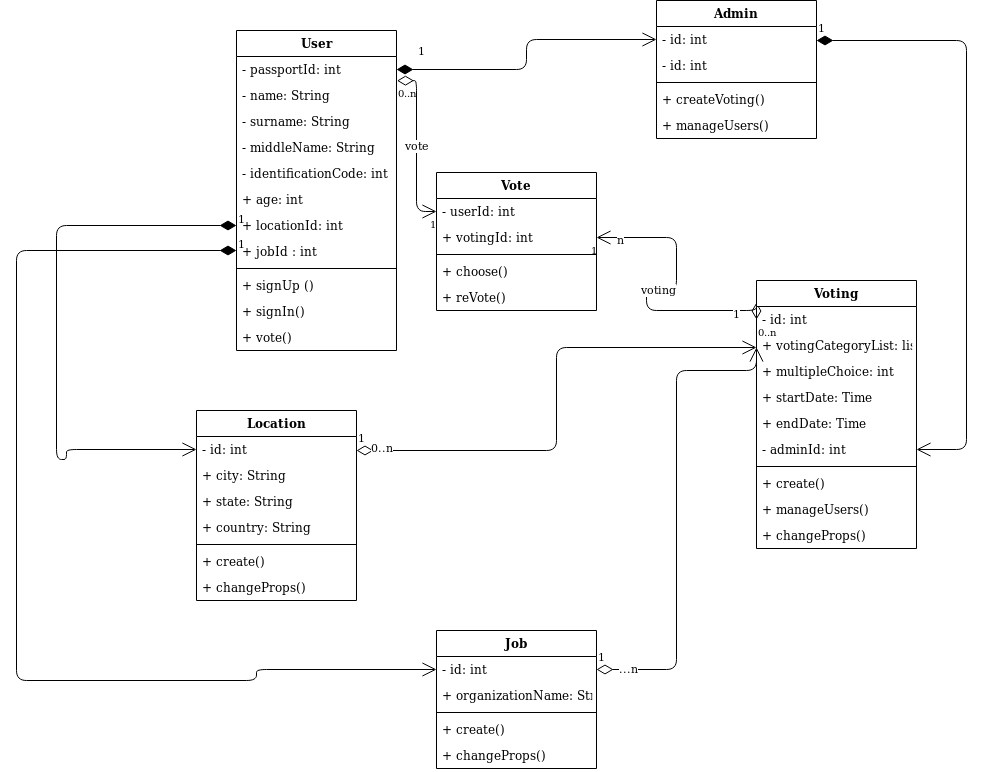 Admin
- id: int
- id: int
+ createVoting()
+ manageUsers()
1
User
- passportId: int
- name: String
- surname: String
- middleName: String
- identificationCode: int
+ age: int
+ locationId: int
+ jobId : int
+ signUp ()
+ signIn()
+ vote()
1
0..n
vote
1
1
1
Vote
- userId: int
+ votingId: int
+ choose()
+ reVote()
1
n
voting
1
Voting
- id: int
0..n
+ votingCategoryList: lis
+ multipleChoice: int
+ startDate: Time
+ endDate: Time
- adminId: int
+ create()
+ manageUsers()
+ changeProps()
Location
- id: int
+ city: String
+ state: String
+ country: String
+ create()
+ changeProps()
1
0..n
Job
- id: int
+ organizationName: Str
+ create()
+ changeProps()
1
...n